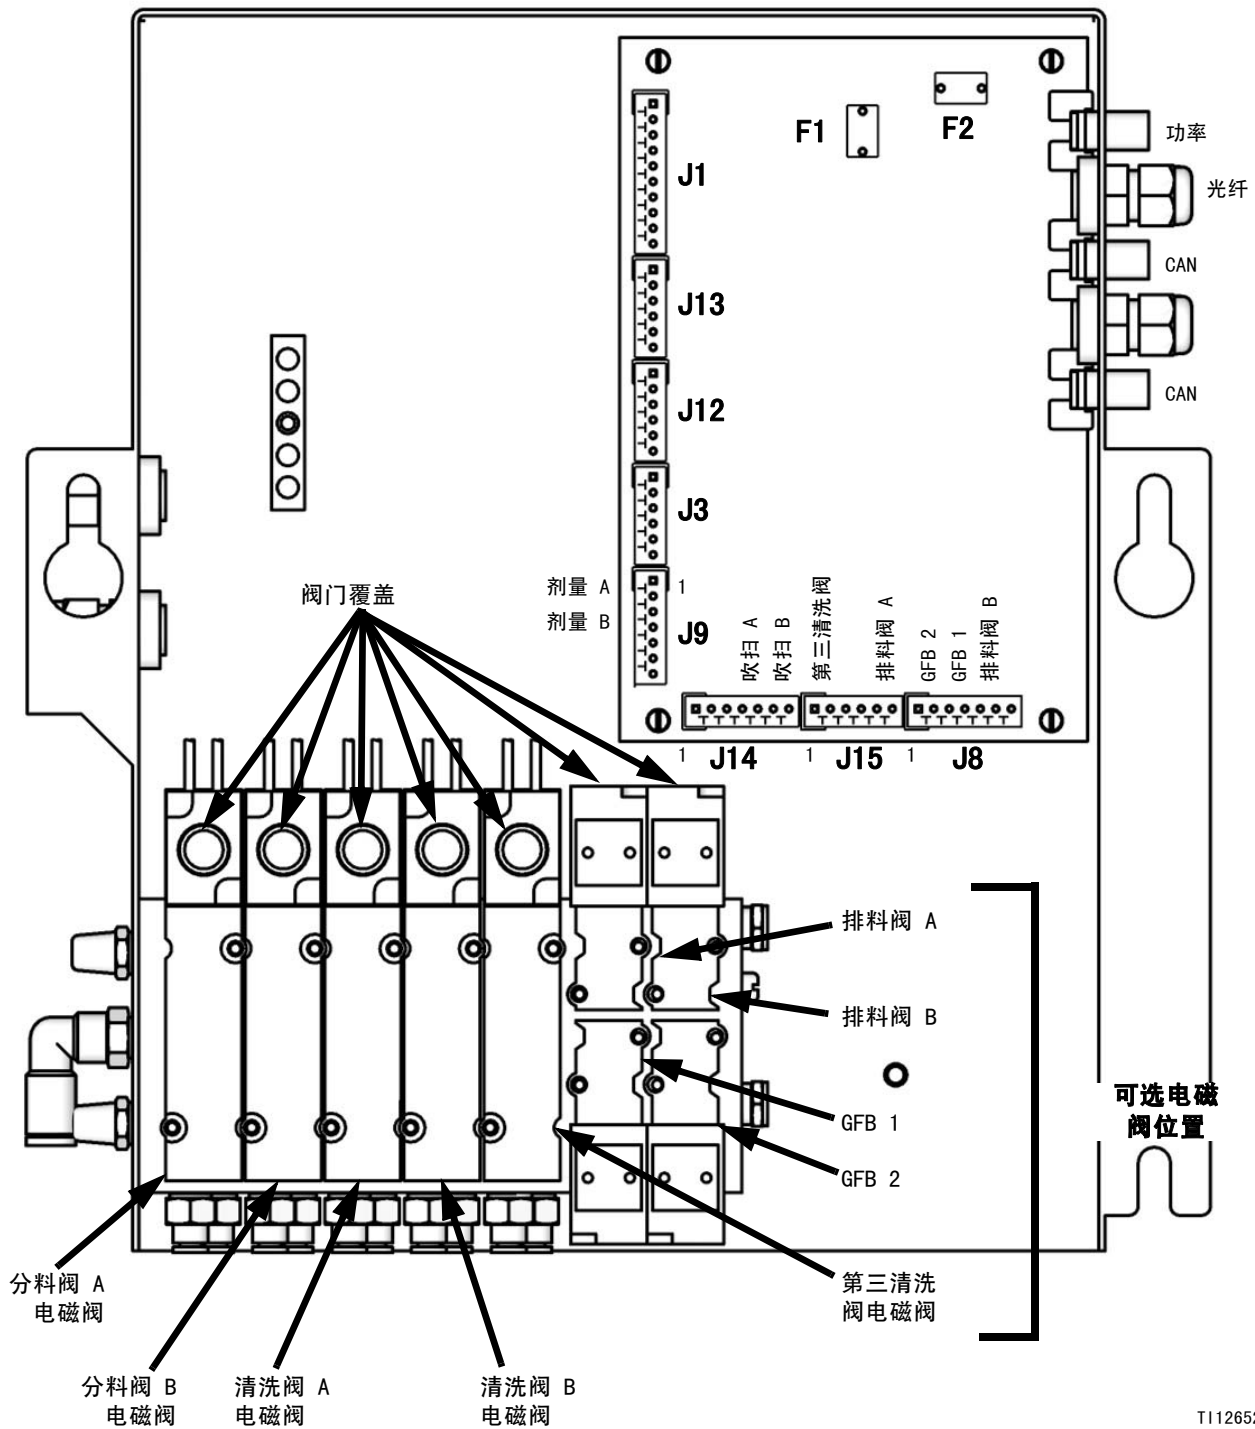 F1
F2
功率
J1
光纤
CAN
J13
CAN
J12
J3
阀门覆盖
剂量 A
1
剂量 B
J9
吹扫 A
吹扫 B
第三清洗阀
排料阀 A
GFB 2
GFB 1
排料阀 B
1
J14
1
J15
1
J8
排料阀 A
排料阀 B
可选电磁
阀位置
GFB 1
GFB 2
分料阀 A
电磁阀
第三清洗
阀电磁阀
分料阀 B
电磁阀
清洗阀 A
电磁阀
清洗阀 B
电磁阀
TI12652